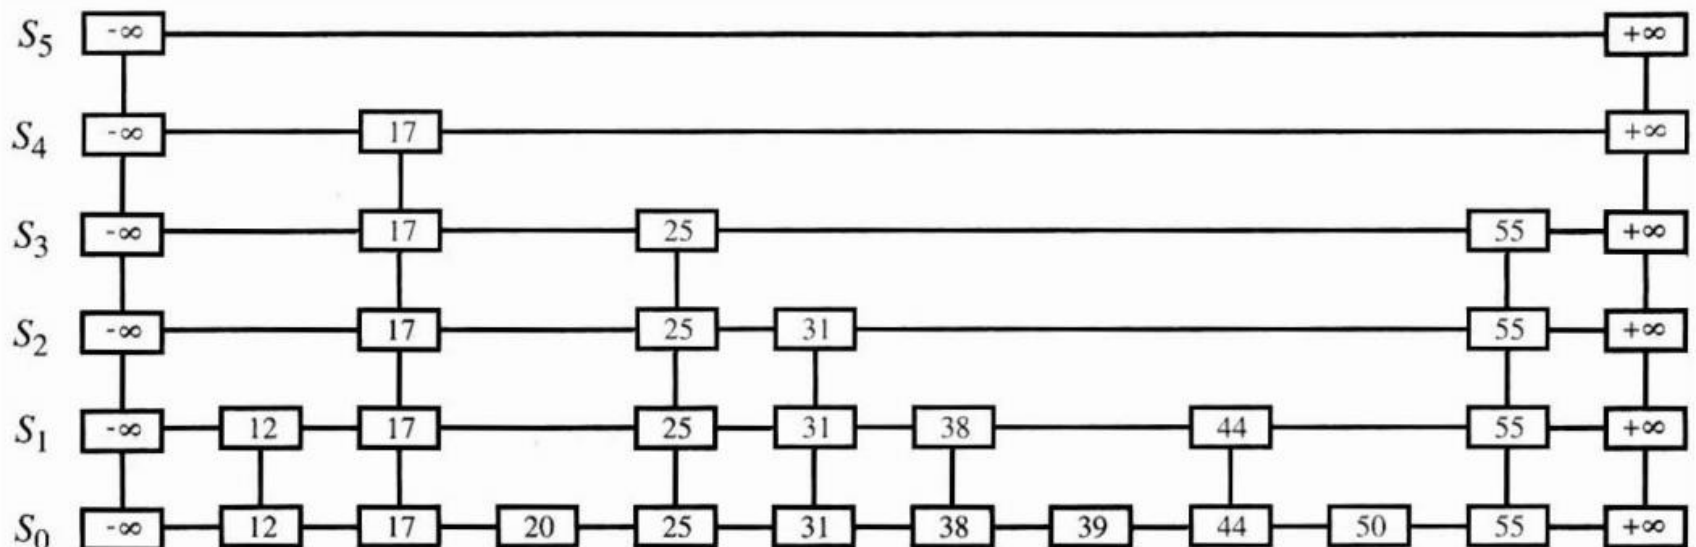 S5 -∞ +∞
S4 -∞ 17 +∞
S3 -∞ 17 25 55 +∞
S2 -∞ 17 25 31 55 +∞
S1 -∞ 12 17 25 31 38 44 55 +∞
S0 -∞ 12 17 20 25 31 38 39 44 50 55 +∞